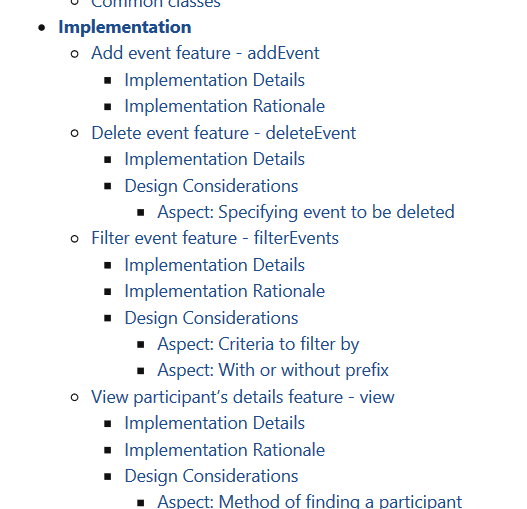 Common classes
Implementation
Add event feature - addEvent
Implementation Details
Implementation Rationale
Delete event feature - deleteEvent
Implementation Details
Design Considerations
Aspect: Specifying event to be deleted
Filter event feature - filterEvents
Implementation Details
Implementation Rationale
Design Considerations
Aspect: Criteria to filter by
Aspect: With or without prefix
View participant’s details feature - view
Implementation Details
Implementation Rationale
Design Considerations
Aspect: Method of finding a participant